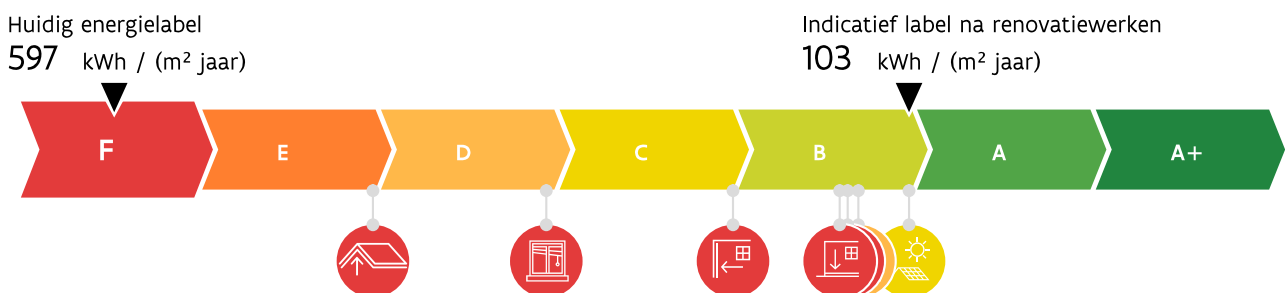 Huidig energielabel
597 kWh / (m² jaar)
Indicatief label na renovatiewerken
103 kWh / (m² jaar)
F E D C B A A+